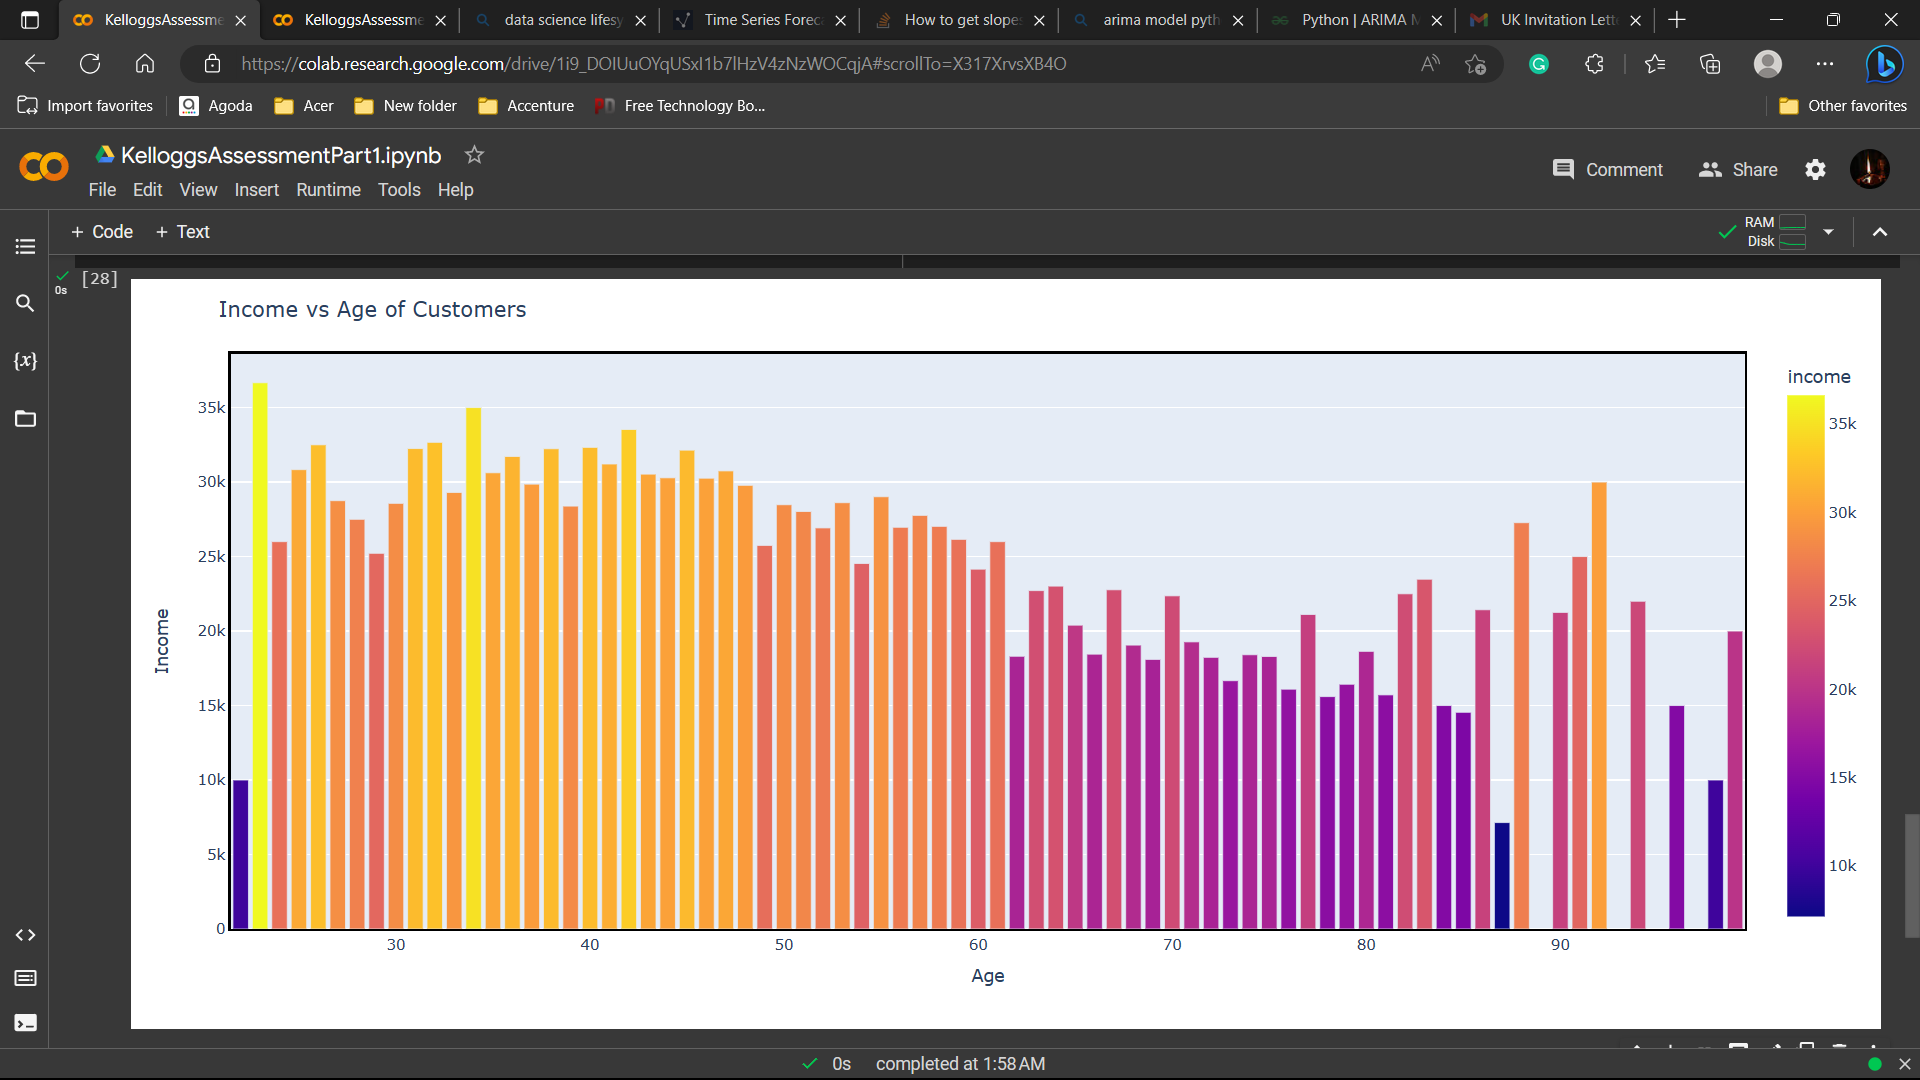 KelloggsAssessme
KelloggsAssessme
data science lifesy
Time Series Foreca
How to get slopes
arima model pyth
Python | ARIMA M
UK Invitation Lette
https://colab.research.google.com/drive/1i9_DOIUuOYqUSxI1b7lHzV4zNzWOCqjA#scrollTo=X317XrvsXB4O
Import favorites
Agoda
Acer
New folder
Accenture
Free Technology Bo...
Other favorites
KelloggsAssessmentPart1.ipynb
File Edit View Insert Runtime Tools Help
Comment
Share
+ Code + Text
RAM
Disk
[28]
0s
{x}
Income vs Age of Customers
income
35k
30k
25k
20k
15k
10k
5k
0
Income
30 40 50 60 70 80 90
Age
35k
30k
25k
20k
15k
10k
0s completed at 1:58 AM